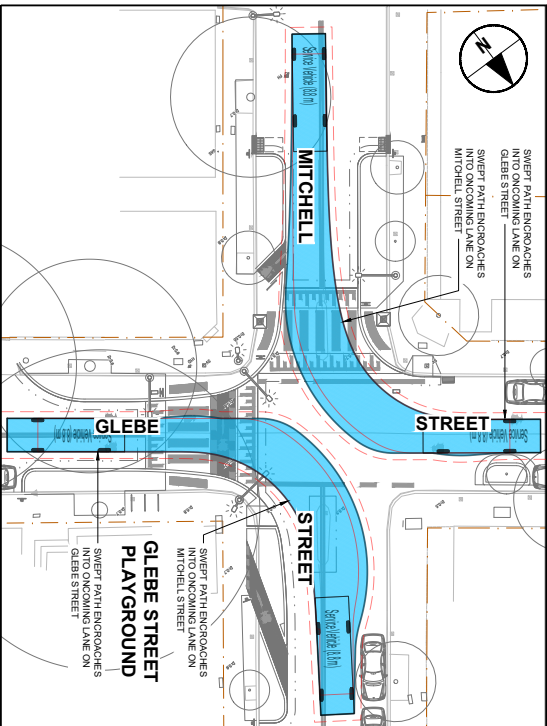 N
SWEPT PATH ENCROACHES
INTO ONCOMING LANE ON
GLEBE STREET
SWEPT PATH ENCROACHES
INTO ONCOMING LANE ON
MITCHELL STREET
Service Vehicle (8.8 m)
MITCHELL
STREET
Service Vehicle (8.8 m)
GLEBE
Service Vehicle (8.8 m)
STREET
Service Vehicle (8.8 m)
GLEBE STREET
PLAYGROUND
SWEPT PATH ENCROACHES
INTO ONCOMING LANE ON
MITCHELL STREET
SWEPT PATH ENCROACHES
INTO ONCOMING LANE ON
GLEBE STREET